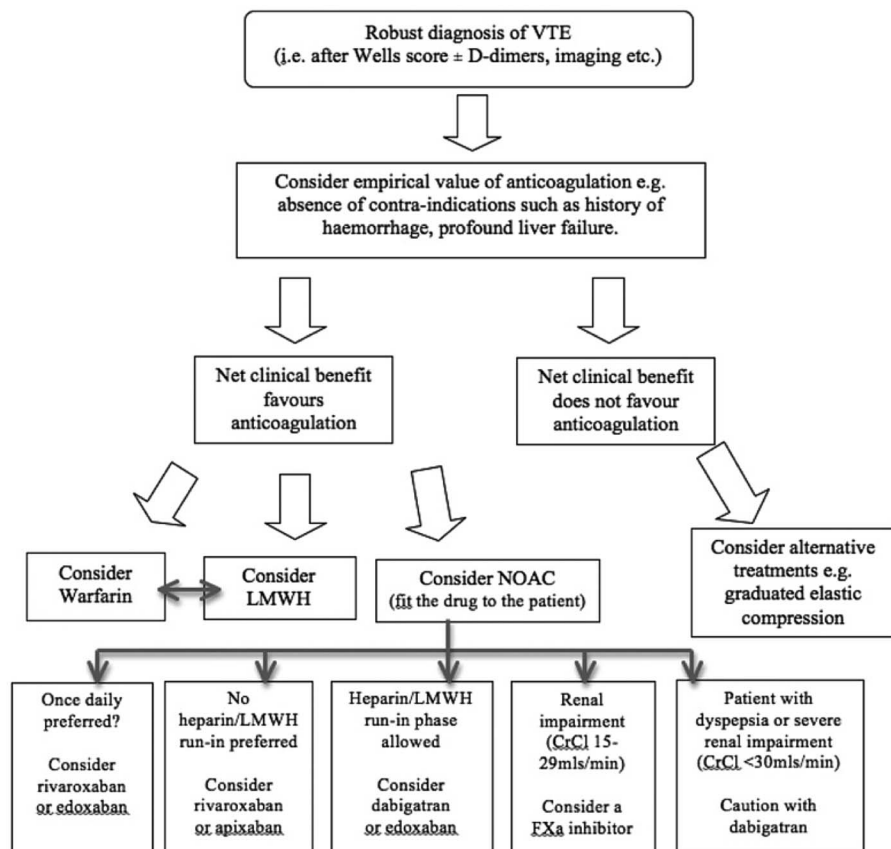 Robust diagnosis of VTE
(i.e. after Wells score ± D-dimers, imaging etc.)
Consider empirical value of anticoagulation e.g.
absence of contra-indications such as history of
haemorrhage, profound liver failure.
Net clinical benefit
favours
anticoagulation
Net clinical benefit
does not favour
anticoagulation
Consider
Warfarin
Consider
LMWH
Consider NOAC
(fit the drug to the patient)
Consider alternative
treatments e.g.
graduated elastic
compression
Once daily
preferred?
Consider
rivaroxaban
or edoxaban
No
heparin/LMWH
run-in preferred
Consider
rivaroxaban
or apixaban
Heparin/LMWH
run-in phase
allowed
Consider
dabigatran
or edoxaban
Renal
impairment
(CrCl 15-
29mls/min)
Consider a
FXa inhibitor
Patient with
dyspepsia or severe
renal impairment
(CrCl <30mls/min)
Caution with
dabigatran